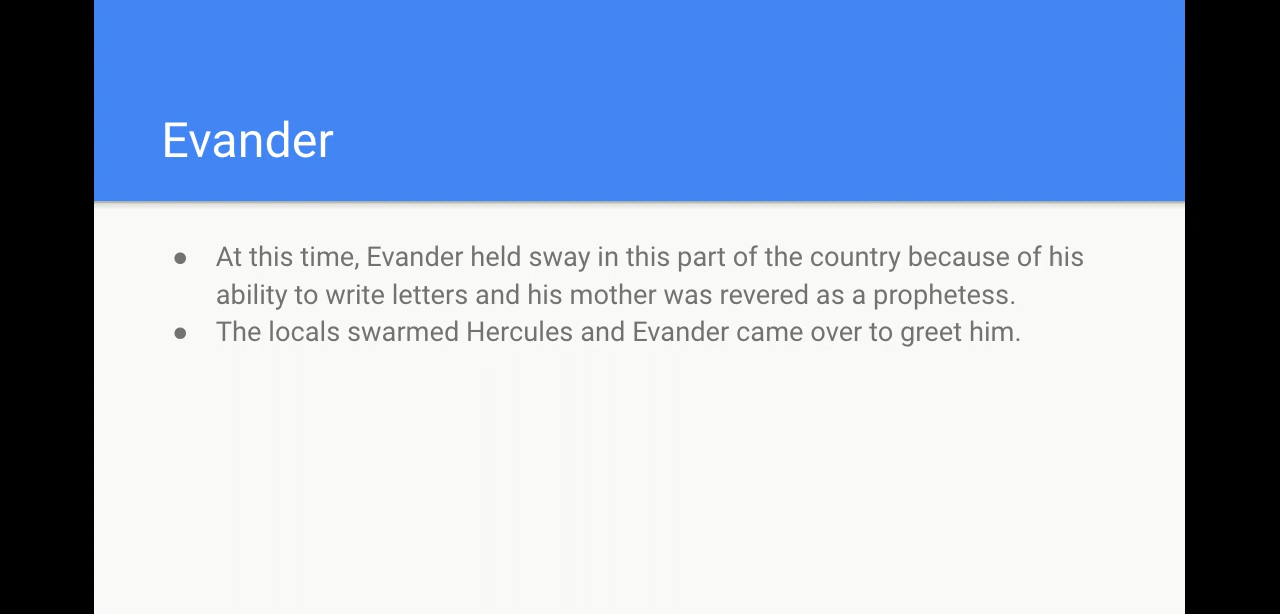 Evander
● At this time, Evander held sway in this part of the country because of his
ability to write letters and his mother was revered as a prophetess.
● The locals swarmed Hercules and Evander came over to greet him.